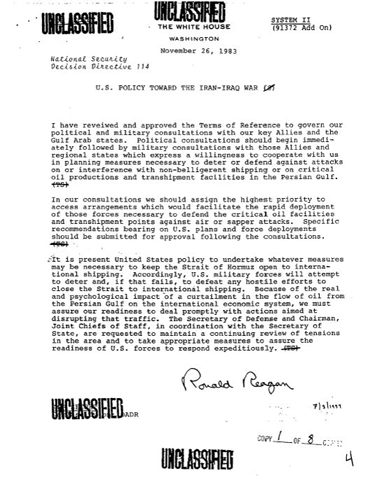 UNCLASSIFIED
UNCLASSIFIED
SYSTEM II
(91372 Add On)
THE WHITE HOUSE
WASHINGTON
November 26, 1983
National Security
Decision Directive 114
U.S. POLICY TOWARD THE IRAN-IRAQ WAR
I have reveiwed and approved the Terms of Reference to govern our
political and military consultations with our key Allies and the
Gulf Arab states. Political consultations should begin immedi-
ately followed by military consultations with those Allies and
regional states which express a willingness to cooperate with us
in planning measures necessary to deter or defend against attacks
on or interference with non-belligerent shipping or on critical
oil productions and transhipment facilities in the Persian Gulf.
(TS)
In our consultations we should assign the highest priority to
access arrangements which would facilitate the rapid deployment
of those forces necessary to defend the critical oil facilities
and transhipment points against air or sapper attacks. Specific
recommendations bearing on U.S. plans and force deployments
should be submitted for approval following the consultations.
(TS)
It is present United States policy to undertake whatever measures
may be necessary to keep the Strait of Hormuz open to interna-
tional shipping. Accordingly, U.S. military forces will attempt
to deter and, if that fails, to defeat any hostile efforts to
close the Strait to international shipping. Because of the real
and psychological impact of a curtailment in the flow of oil from
the Persian Gulf on the international economic system, we must
assure our readiness to deal promptly with actions aimed at
disrupting that traffic. The Secretary of Defense and Chairman,
Joint Chiefs of Staff, in coordination with the Secretary of
State, are requested to maintain a continuing review of tensions
in the area and to take appropriate measures to assure the
readiness of U.S. forces to respond expeditiously. (TS)
Ronald Reagan
UNCLASSIFIED
COPY 1 OF 8
UNCLASSIFIED
4